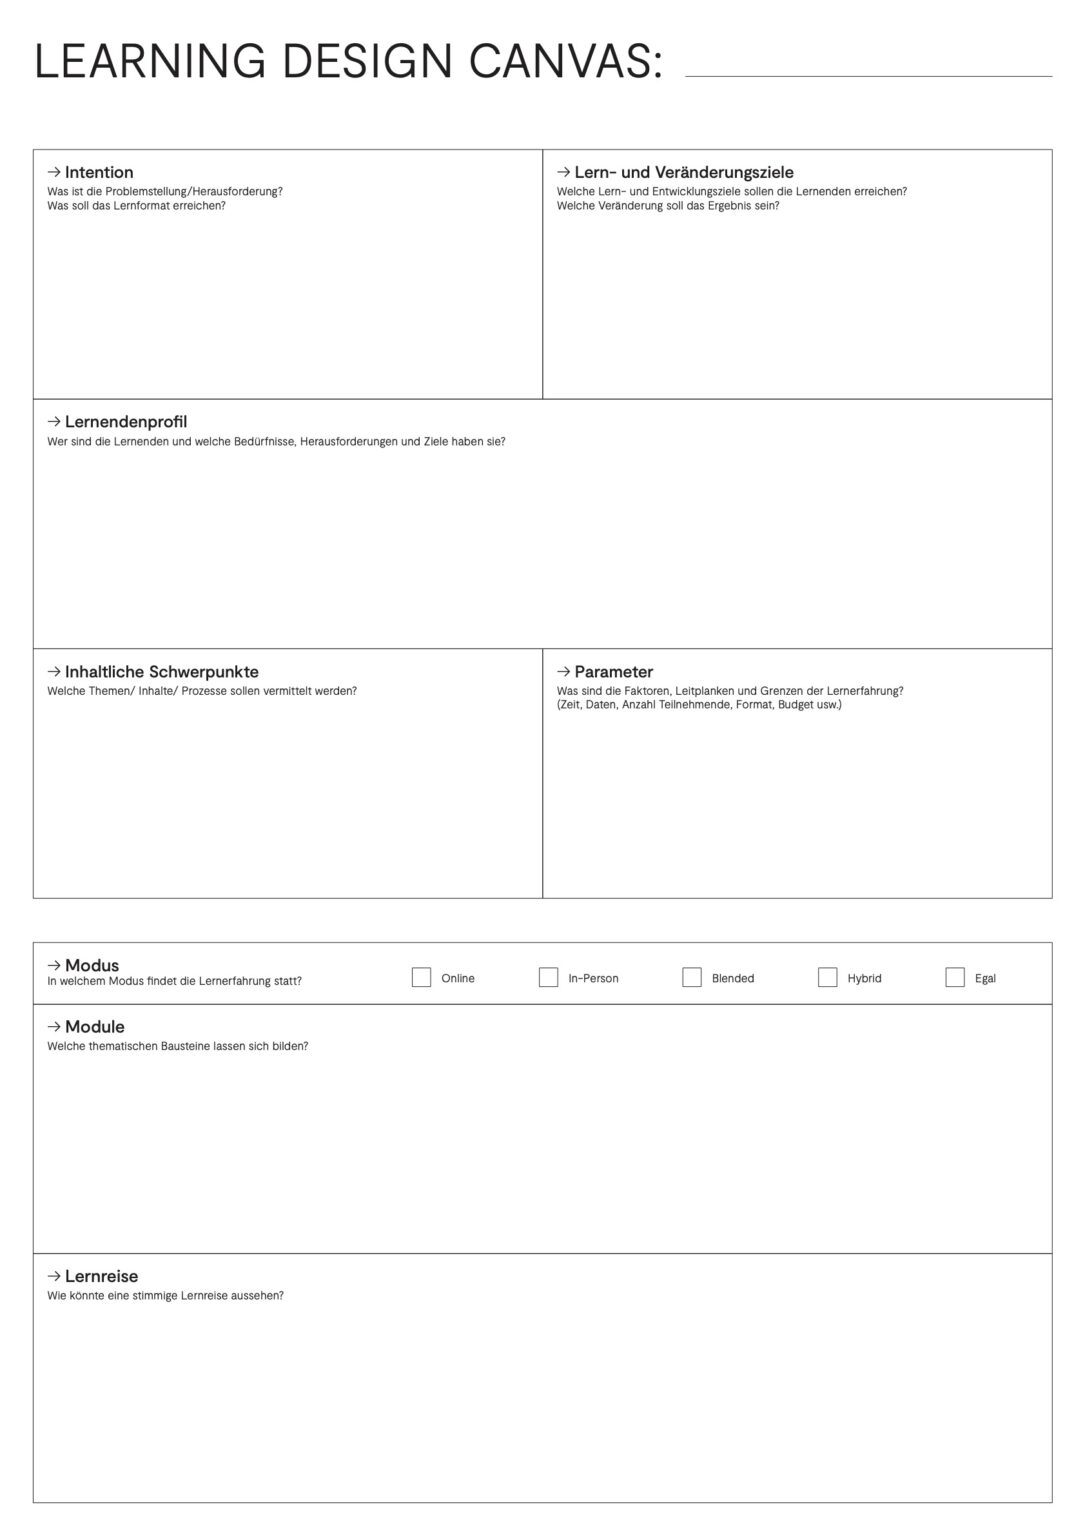 LEARNING DESIGN CANVAS:
→ Intention
Was ist die Problemstellung/Herausforderung?
Was soll das Lernformat erreichen?
→ Lern- und Veränderungsziele
Welche Lern- und Entwicklungsziele sollen die Lernenden erreichen?
Welche Veränderung soll das Ergebnis sein?
→ Lernendenprofil
Wer sind die Lernenden und welche Bedürfnisse, Herausforderungen und Ziele haben sie?
→ Inhaltliche Schwerpunkte
Welche Themen/ Inhalte/ Prozesse sollen vermittelt werden?
→ Parameter
Was sind die Faktoren, Leitplanken und Grenzen der Lernerfahrung?
(Zeit, Daten, Anzahl Teilnehmende, Format, Budget usw.)
→ Modus
In welchem Modus findet die Lernerfahrung statt?
Online
In-Person
Blended
Hybrid
Egal
→ Module
Welche thematischen Bausteine lassen sich bilden?
→ Lernreise
Wie könnte eine stimmige Lernreise aussehen?